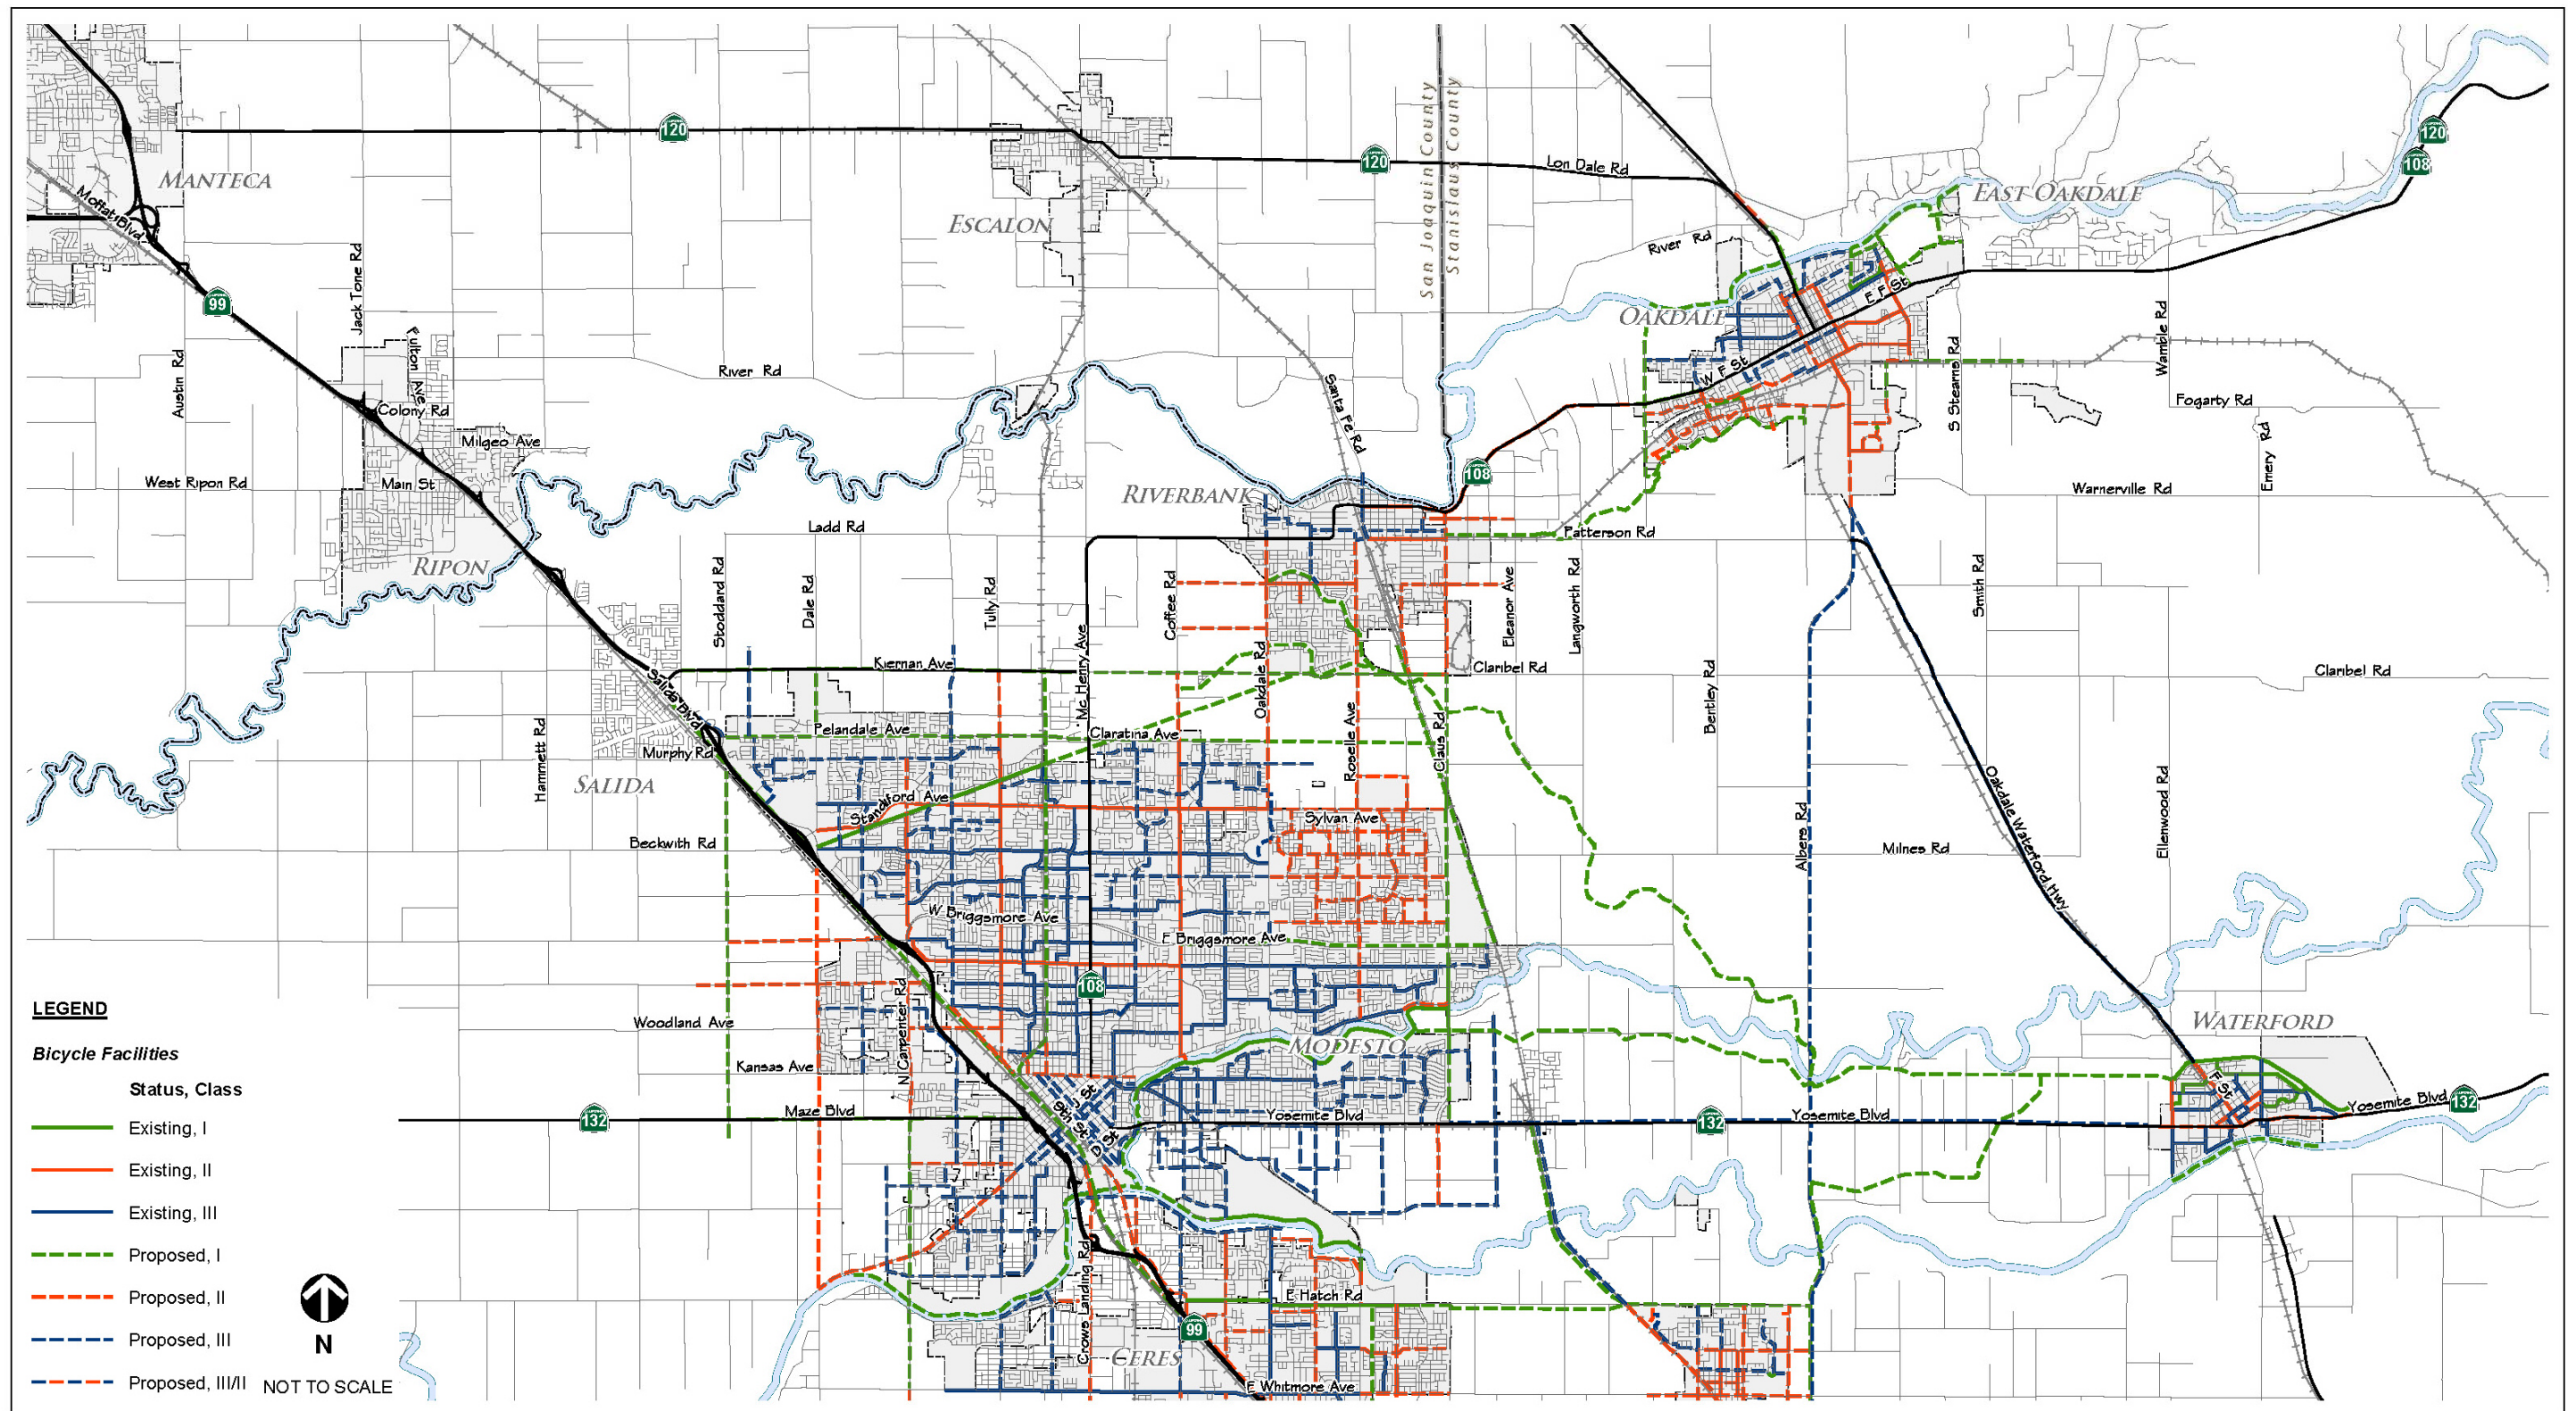 120
120
Lon Dale Rd
120
108
MANTECA
Moffat Blvd
ESCALON
San Joaquin County
Stanislaus County
EAST OAKDALE
River Rd
99
Jack Tone Rd
Fulton Ave
OAKDALE
E F St
W F St
Austin Rd
River Rd
Santa Fe Rd
S Stearns Rd
Wamble Rd
Colony Rd
Fogarty Rd
Milgeo Ave
Emery Rd
West Ripon Rd
Main St
108
RIVERBANK
Warnerville Rd
Ladd Rd
Patterson Rd
RIPON
Stoddard Rd
Dale Rd
Tully Rd
Coffee Rd
Eleanor Ave
Langworth Rd
Smith Rd
Kiernan Ave
Mc Henry Ave
Oakdale Rd
Claribel Rd
Claribel Rd
Salida Blvd
Bentley Rd
Hammett Rd
Pelandale Ave
Claratina Ave
Roselle Ave
Claus Rd
Murphy Rd
SALIDA
Standiford Ave
Sylvan Ave
Oakdale Waterford Hwy
Ellenwood Rd
Albers Rd
Beckwith Rd
Milnes Rd
W Briggsmore Ave
E Briggsmore Ave
108
N Carpenter Rd
Woodland Ave
MODESTO
WATERFORD
Kansas Ave
J St
9th St
D St
F St
Maze Blvd
132
Yosemite Blvd
132
Yosemite Blvd
Yosemite Blvd
132
Crows Landing Rd
E Hatch Rd
99
CERES
E Whitmore Ave
LEGEND
Bicycle Facilities
Status, Class
Existing, I
Existing, II
Existing, III
Proposed, I
Proposed, II
Proposed, III
Proposed, III/II
N
NOT TO SCALE